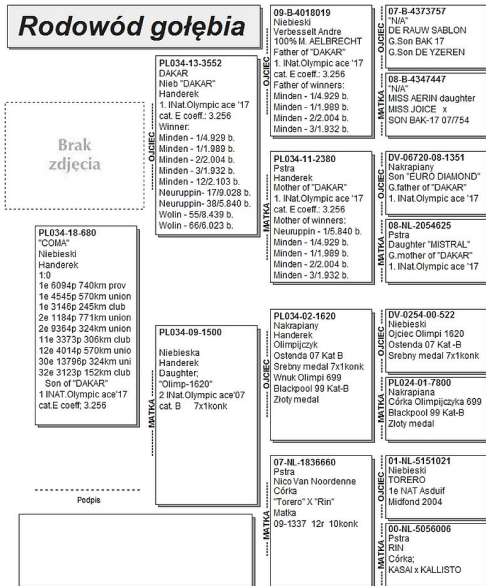 Rodowód gołębia
Brak
zdjęcia
PL034-18-680
"COMA"
Niebieski
Handerek
1:0
1e 6094p 740km prov
1e 4545p 570km union
1e 3146p 245km club
2e 1184p 771km union
2e 9364p 324km union
11e 3373p 306km club
12e 4014p 570km unio
30e 13796p 324km uni
32e 3123p 152km club
Son of "DAKAR"
1 INAT.Olympic ace'17
cat.E coeff; 3.256
Podpis
OJCIEC
PL034-13-3552
DAKAR
Nieb "DAKAR"
Handerek
1. INat.Olympic ace '17
cat. E coeff.: 3.256
Winner:
Minden - 1/4.929 b.
Minden - 1/1.989 b.
Minden - 2/2.004 b.
Minden - 3/1.932 b.
Minden - 12/2.103 b.
Neuruppin- 17/9.028 b.
Neuruppin- 38/5.840 b.
Wolin - 55/8.439 b.
Wolin - 66/6.023 b.
MATKA
PL034-09-1500
Niebieska
Handerek
Daughter;
"Olimp-1620"
2 INAT.Olympic ace'07
cat. B 7x1konk
OJCIEC
09-B-4018019
Niebieski
Verbesselt Andre
100% M. AELBRECHT
Father of "DAKAR"
1. INat.Olympic ace '17
cat. E coeff.: 3.256
Father of winners:
Minden - 1/4.929 b.
Minden - 1/1.989 b.
Minden - 2/2.004 b.
Minden - 3/1.932 b.
MATKA
PL034-11-2380
Pstra
Handerek
Mother of "DAKAR"
1. INat.Olympic ace '17
cat. E coeff.: 3.256
Mother of winners:
Neuruppin - 1/5.840 b.
Minden - 1/4.929 b.
Minden - 1/1.989 b.
Minden - 2/2.004 b.
Minden - 3/1.932 b.
OJCIEC
PL034-02-1620
Nakrapiany
Handerek
Olimpijczyk
Ostenda 07 Kat B
Srebny medal 7x1konk
Wnuk Olimpi 699
Blackpool 99 Kat-B
Złoty medal
MATKA
07-NL-1836660
Pstra
Nico Van Noordenne
Córka
"Torero" X "Rin"
Matka
09-1337 12r 10konk
OJCIEC
07-B-4373757
"N/A"
DE RAUW SABLON
G.Son BAK 17
G.Son DE YZEREN
MATKA
08-B-4347447
"N/A"
MISS AERIN daughter
MISS JOICE x
SON BAK-17 07/754
OJCIEC
DV-06720-08-1351
Nakrapiany
Son "EURO DIAMOND"
G.father of "DAKAR"
1. INat.Olympic ace '17
MATKA
08-NL-2054625
Pstra
Daughter "MISTRAL"
G.mother of "DAKAR"
1. INat.Olympic ace '17
OJCIEC
DV-0254-00-522
Niebieski
Ojciec Olimpi 1620
Ostenda 07 Kat -B
Srebny medal 7x1konk
MATKA
PL024-01-7800
Nakrapiana
Córka Olimpijczyka 699
Blackpool 99 Kat-B
Złoty medal
OJCIEC
01-NL-5151021
Niebieski
TORERO
1e NAT Asduif
Midfond 2004
MATKA
00-NL-5056006
Pstra
RIN
Córka;
KASAI x KALLISTO